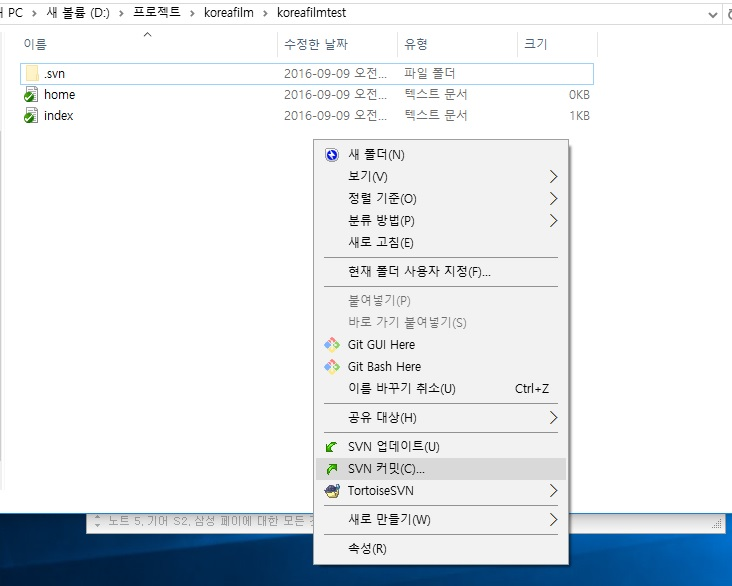 PC > 새 볼륨 (D:) > 프로젝트 > koreafilm > koreafilmtest
이름 수정한 날짜 유형 크기
.svn 2016-09-09 오전... 파일 폴더
home 2016-09-09 오전... 텍스트 문서 0KB
index 2016-09-09 오전... 텍스트 문서 1KB
새 폴더(N)
보기(V)
정렬 기준(O)
분류 방법(P)
새로 고침(E)
현재 폴더 사용자 지정(F)...
붙여넣기(P)
바로 가기 붙여넣기(S)
Git GUI Here
Git Bash Here
이름 바꾸기 취소(U) Ctrl+Z
공유 대상(H)
SVN 업데이트(U)
SVN 커밋(C)...
TortoiseSVN
새로 만들기(W)
속성(R)
노트 5, 기어 S2, 삼성 페이에 대한 모든